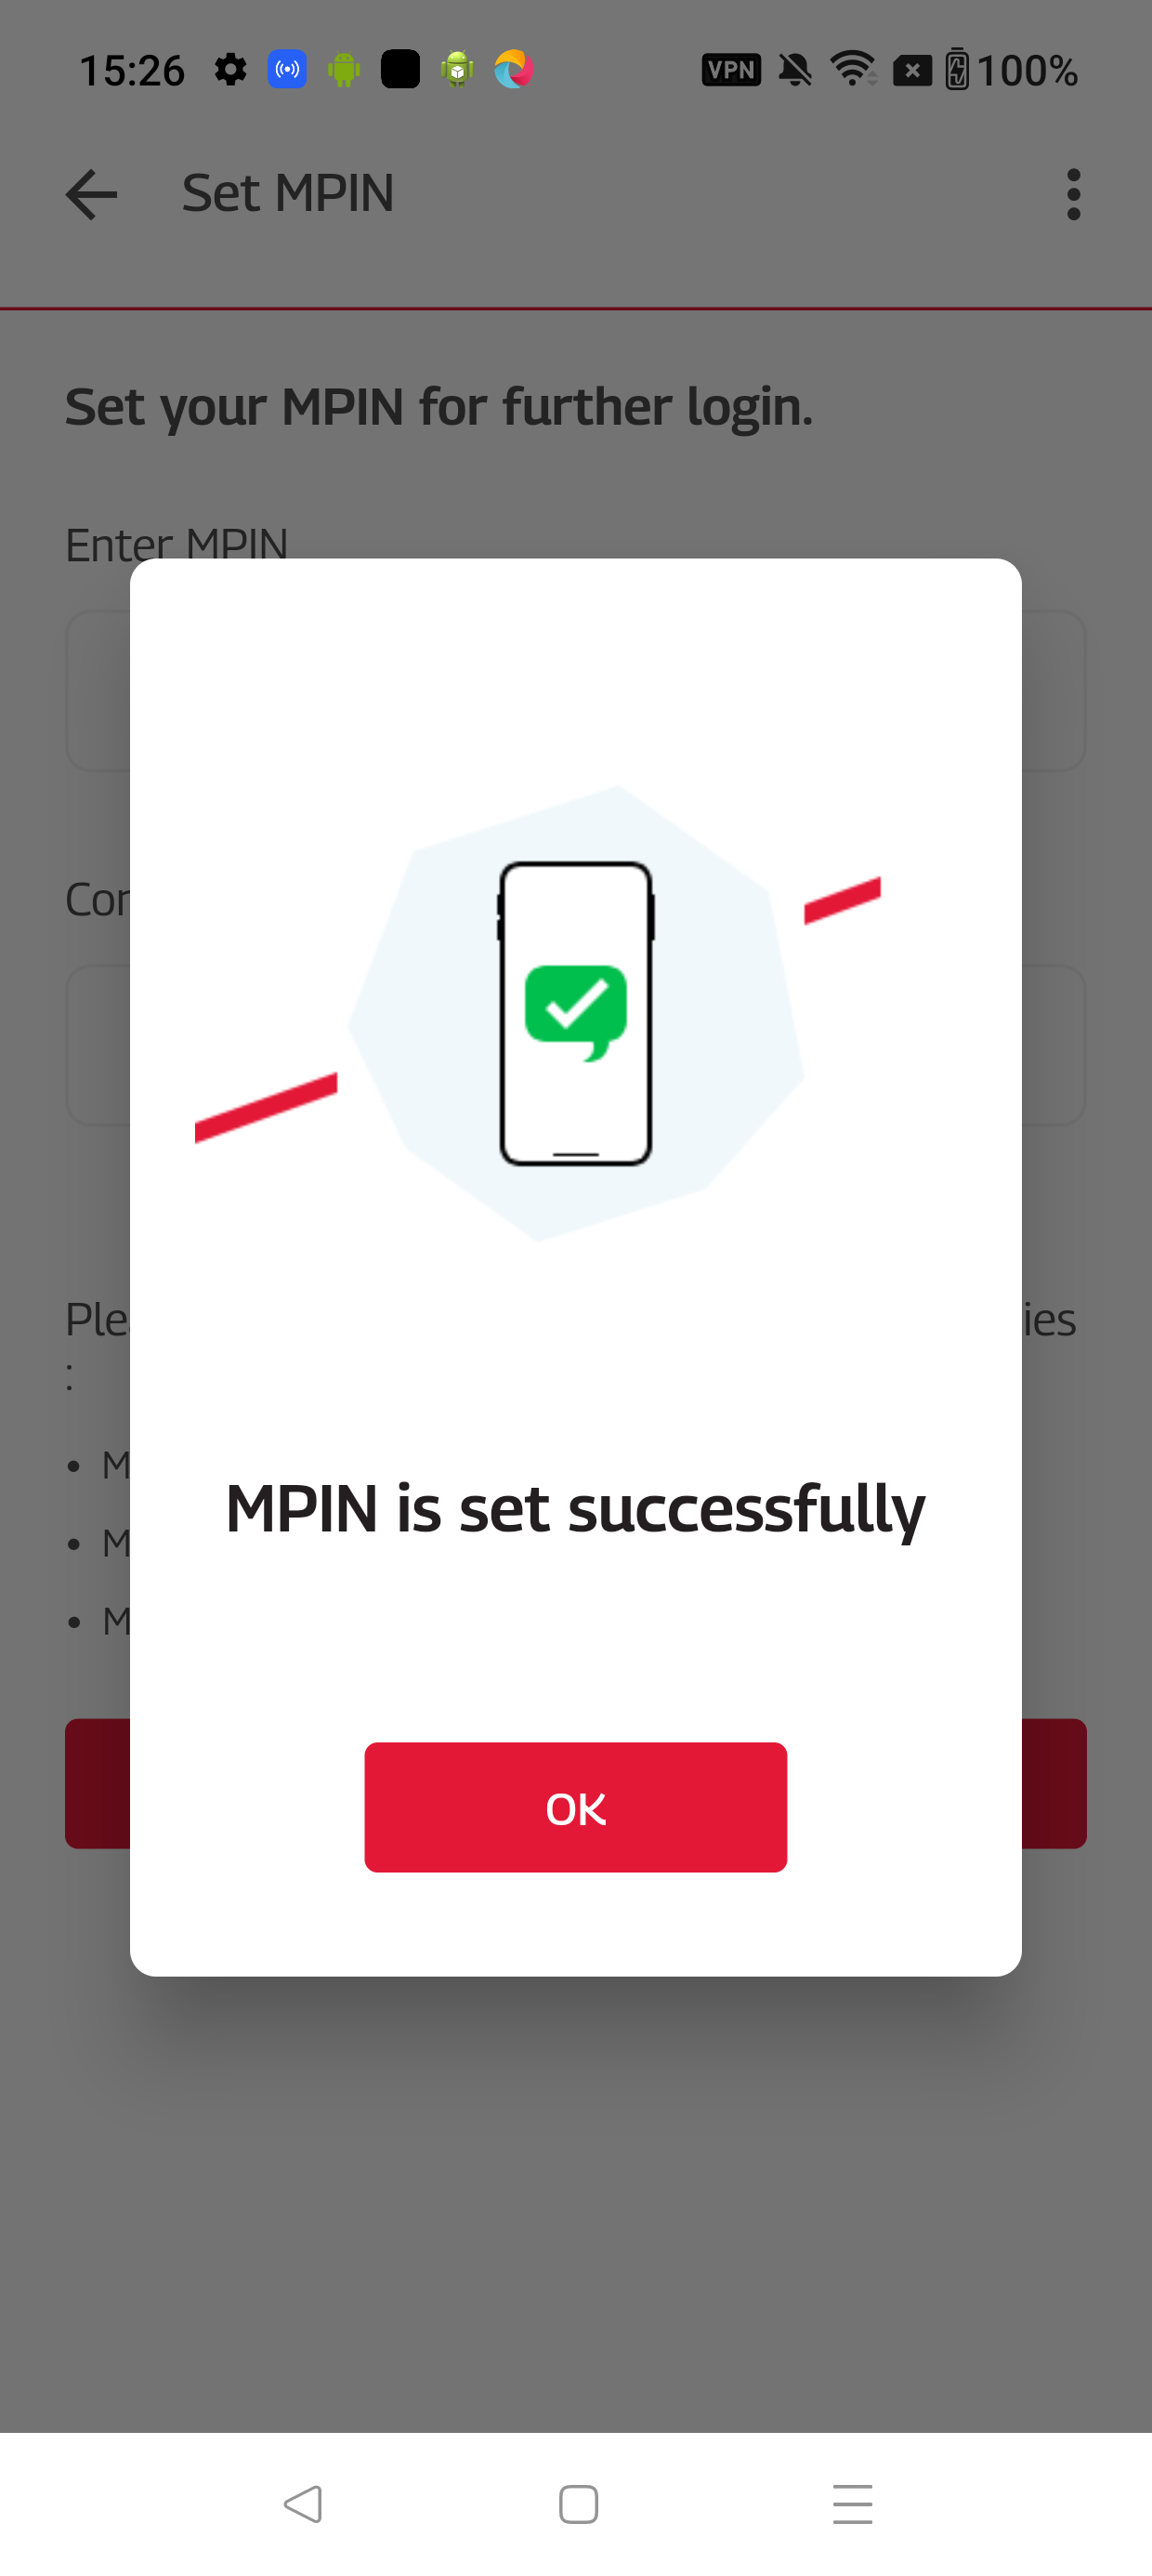 15:26 VPN 100%
Set MPIN
Set your MPIN for further login.
Enter MPIN
MPIN is set successfully
OK